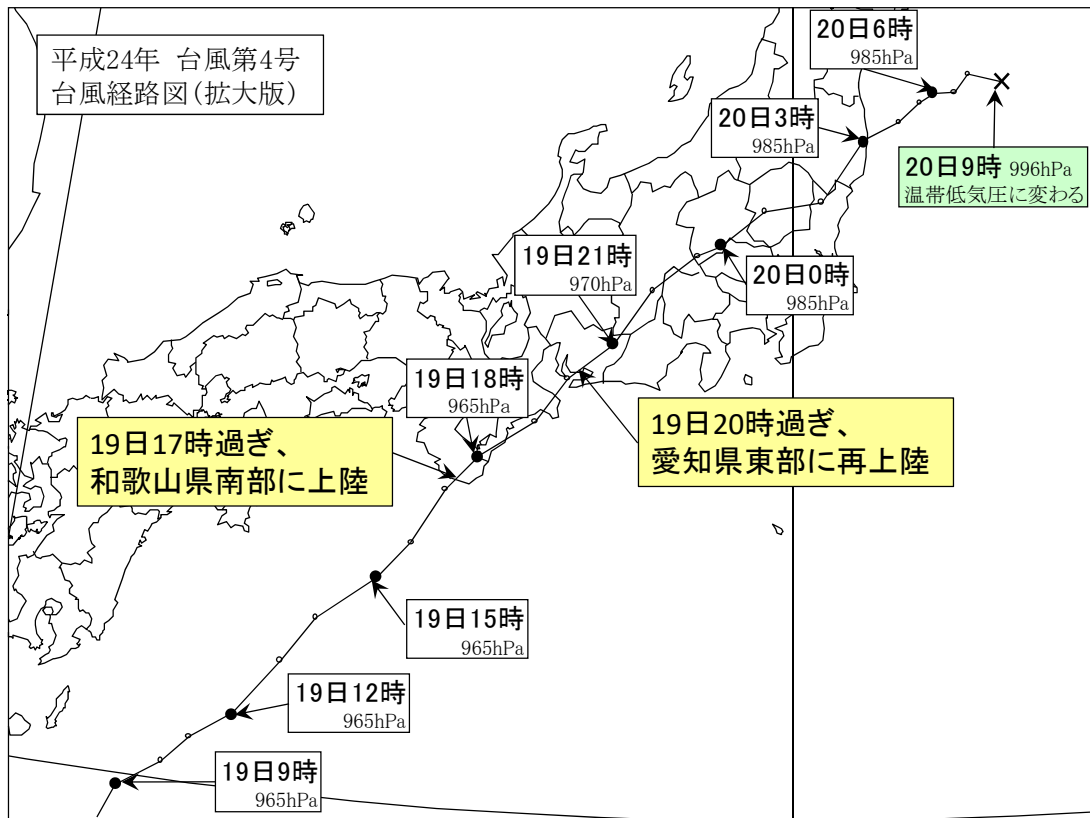 平成24年 台風第4号
台風経路図(拡大版)
20日6時
985hPa
20日3時
985hPa
20日9時 996hPa
温帯低気圧に変わる
19日21時
970hPa
20日0時
985hPa
19日18時
965hPa
19日17時過ぎ、
和歌山県南部に上陸
19日20時過ぎ、
愛知県東部に再上陸
19日15時
965hPa
19日12時
965hPa
19日9時
965hPa